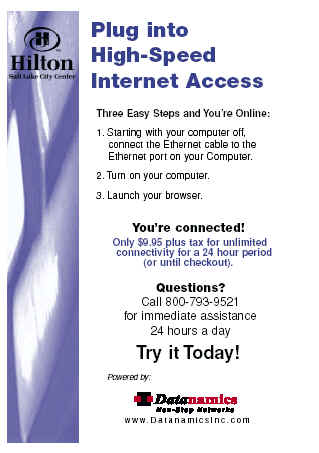 Hilton
Salt Lake City Center
Plug into
High-Speed
Internet Access
Three Easy Steps and You're Online:
1. Starting with your computer off,
connect the Ethernet cable to the
Ethernet port on your Computer.
2. Turn on your computer.
3. Launch your browser.
You're connected!
Only $9.95 plus tax for unlimited
connectivity for a 24 hour period
(or until checkout).
Questions?
Call 800-793-9521
for immediate assistance
24 hours a day
Try it Today!
Powered by:
Datanamics
Non-Stop Networks
www.DatanamicsInc.com